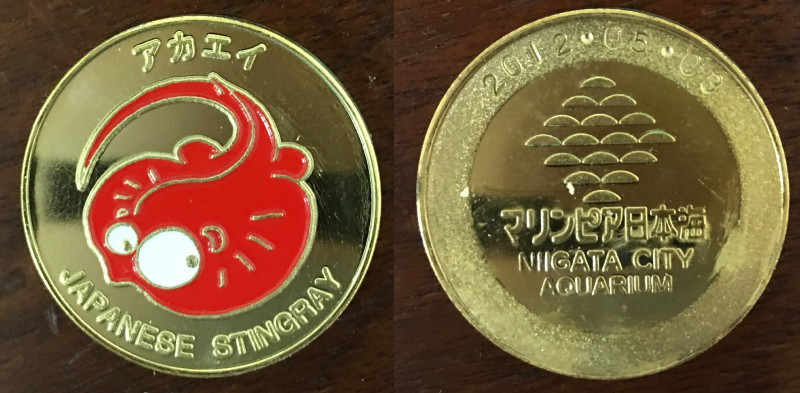 アカエイ
JAPANESE STINGRAY
2012・05・03
マリンピア日本海
NIIGATA CITY
AQUARIUM